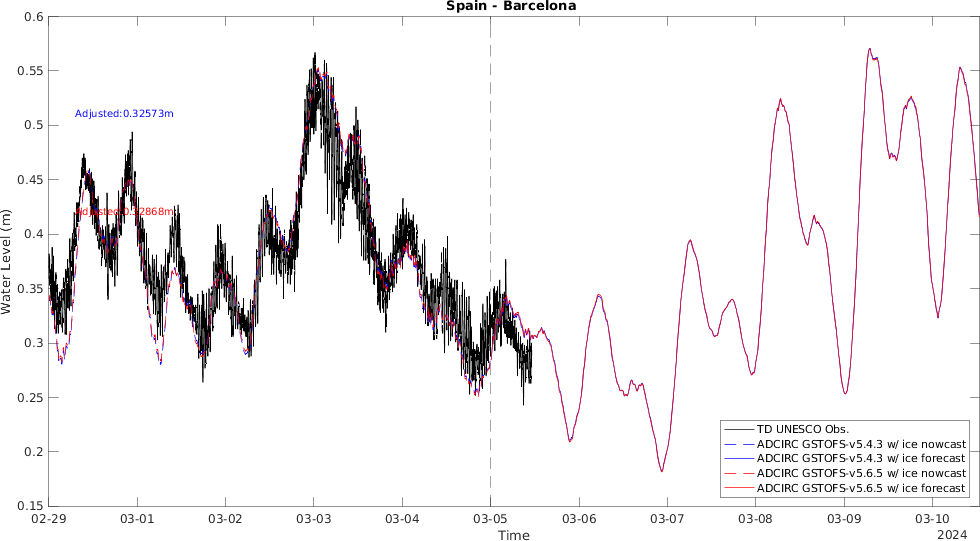 Spain - Barcelona
0.6
0.55
0.5
0.45
0.4
0.35
0.3
0.25
0.2
0.15
Water Level (m)
Adjusted:0.32573m
Adjusted:0.32868m
TD UNESCO Obs.
ADCIRC GSTOFS-v5.4.3 w/ ice nowcast
ADCIRC GSTOFS-v5.4.3 w/ ice forecast
ADCIRC GSTOFS-v5.6.5 w/ ice nowcast
ADCIRC GSTOFS-v5.6.5 w/ ice forecast
02-29 03-01 03-02 03-03 03-04 03-05 03-06 03-07 03-08 03-09 03-10
Time
2024